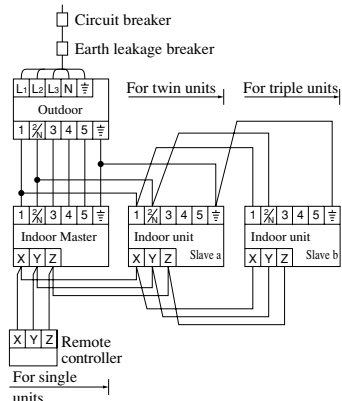 Circuit breaker
Earth leakage breaker
L1 L2 L3 N ⏚
Outdoor
For twin units
For triple units
1 2/N 3 4 5 ⏚
1 2/N 3 4 5 ⏚
1 2/N 3 4 5 ⏚
1 2/N 3 4 5 ⏚
Indoor Master
Indoor unit
Slave a
Indoor unit
Slave b
X Y Z
X Y Z
X Y Z
X Y Z
Remote
controller
For single
units